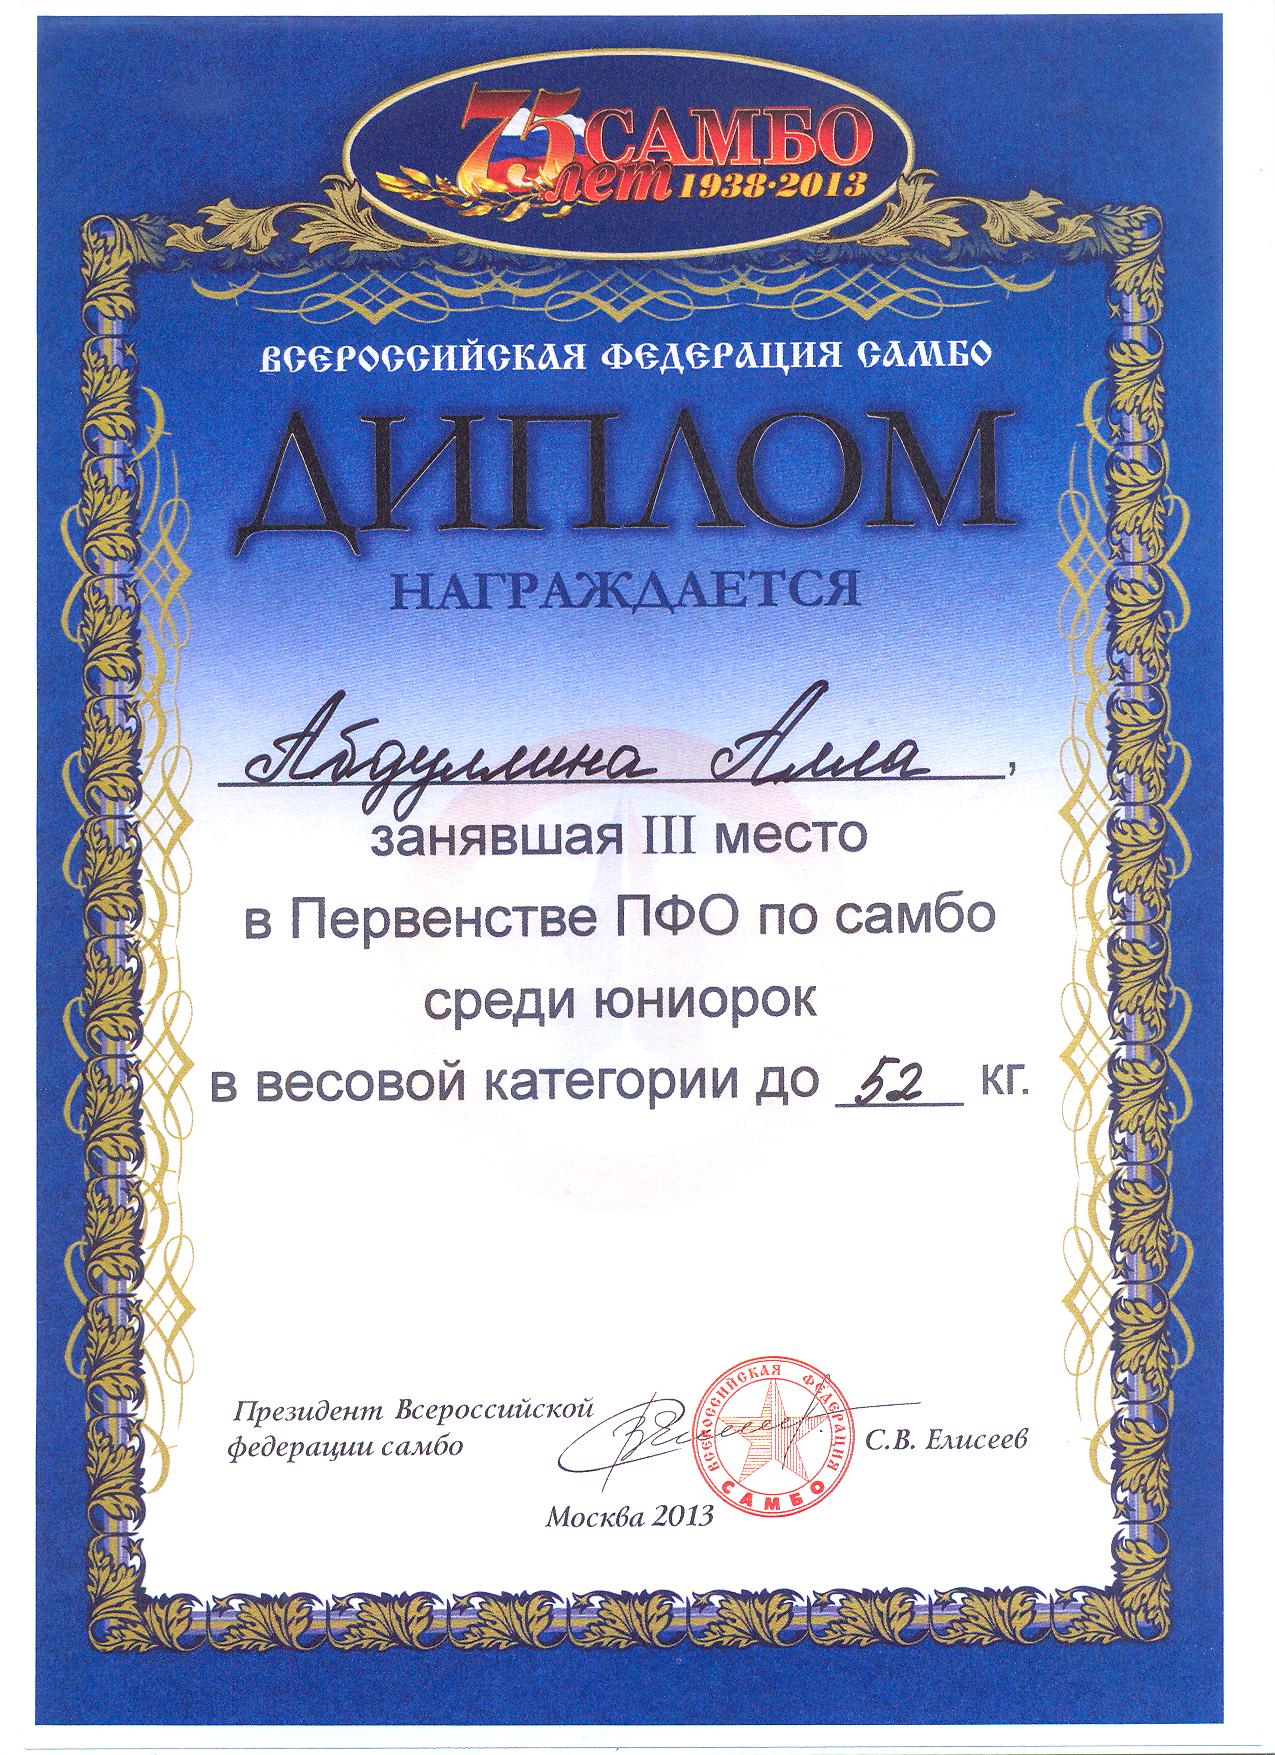 75 лет САМБО
1938·2013
ВСЕРОССИЙСКАЯ ФЕДЕРАЦИЯ САМБО
ДИПЛОМ
НАГРАЖДАЕТСЯ
Абдуллина Алла,
занявшая III место
в Первенстве ПФО по самбо
среди юниорок
в весовой категории до 52 кг.
Президент Всероссийской
федерации самбо
С.В. Елисеев
ВСЕРОССИЙСКАЯ ФЕДЕРАЦИЯ
САМБО
Москва 2013